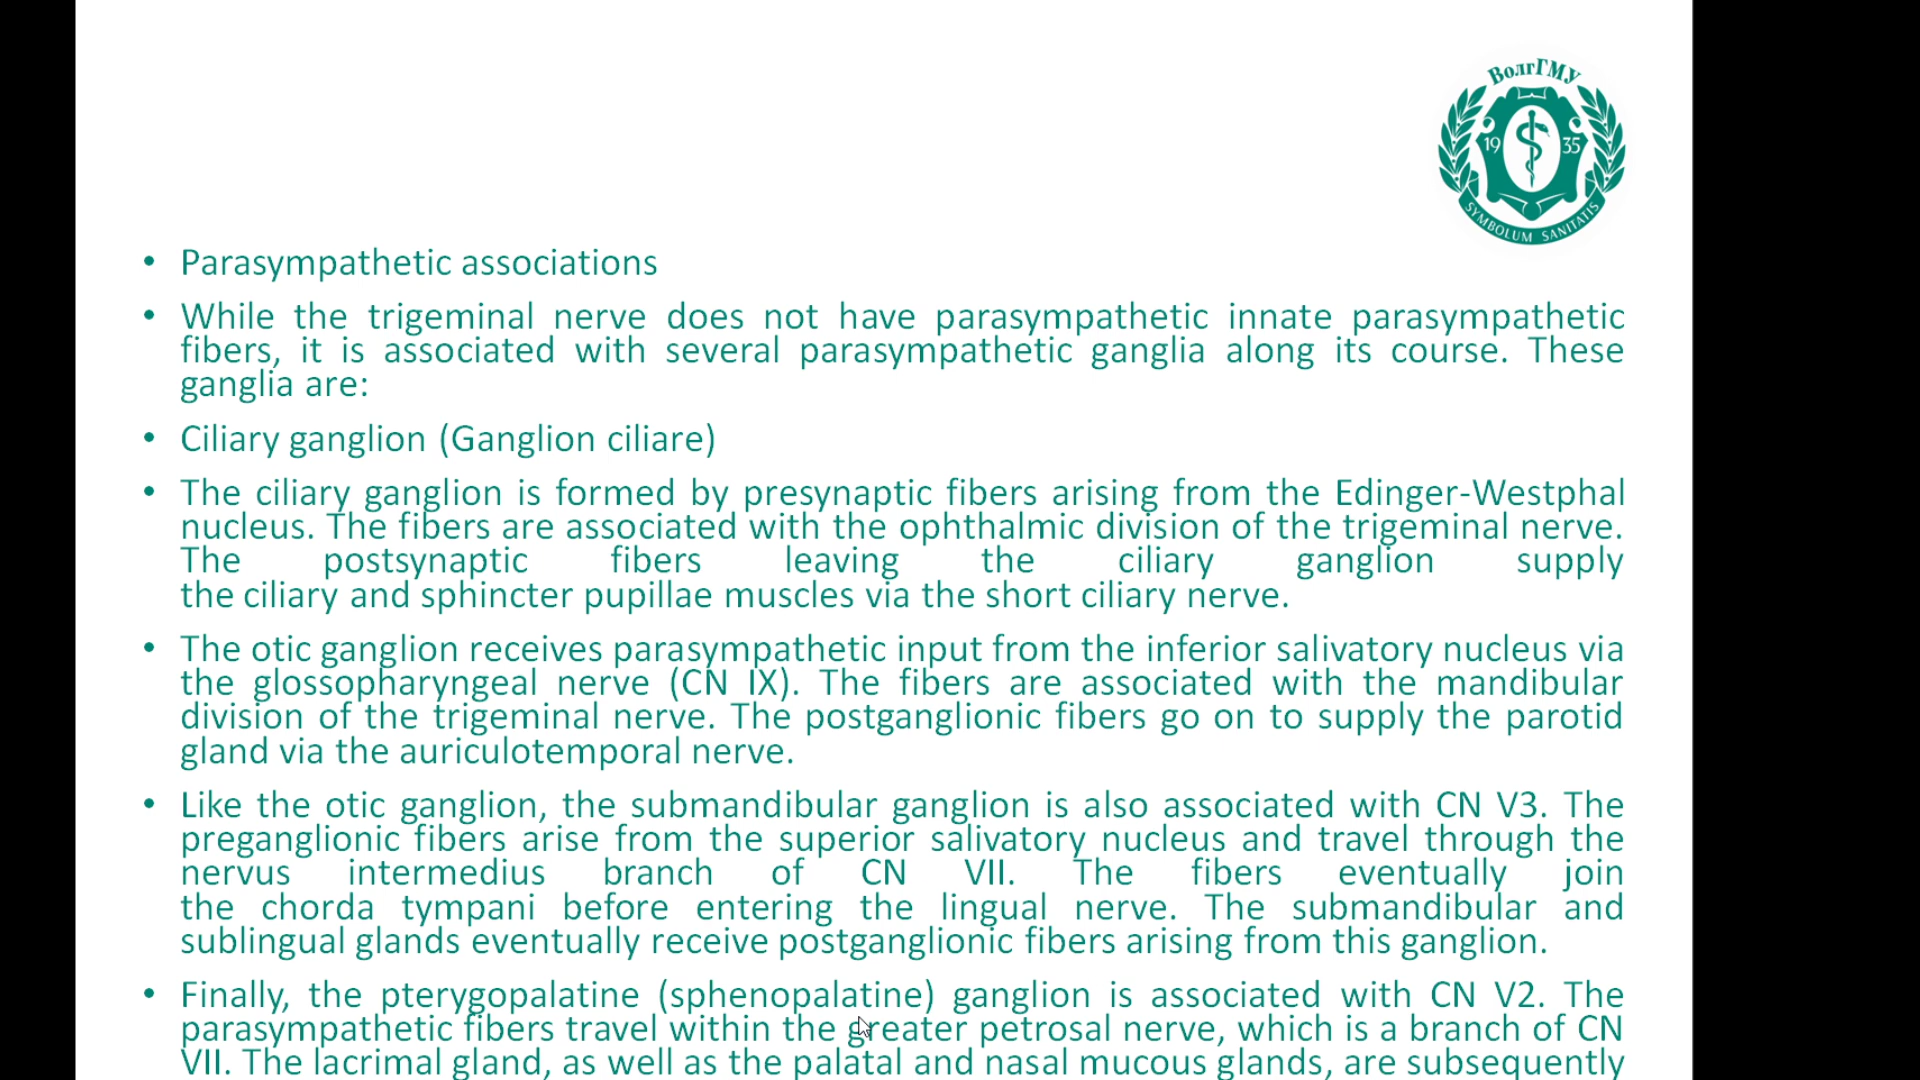 ВолгГМУ
19 35
SYMBOLUM SANITATIS
• Parasympathetic associations
• While the trigeminal nerve does not have parasympathetic innate parasympathetic
fibers, it is associated with several parasympathetic ganglia along its course. These
ganglia are:
• Ciliary ganglion (Ganglion ciliare)
• The ciliary ganglion is formed by presynaptic fibers arising from the Edinger-Westphal
nucleus. The fibers are associated with the ophthalmic division of the trigeminal nerve.
The postsynaptic fibers leaving the ciliary ganglion supply
the ciliary and sphincter pupillae muscles via the short ciliary nerve.
• The otic ganglion receives parasympathetic input from the inferior salivatory nucleus via
the glossopharyngeal nerve (CN IX). The fibers are associated with the mandibular
division of the trigeminal nerve. The postganglionic fibers go on to supply the parotid
gland via the auriculotemporal nerve.
• Like the otic ganglion, the submandibular ganglion is also associated with CN V3. The
preganglionic fibers arise from the superior salivatory nucleus and travel through the
nervus intermedius branch of CN VII. The fibers eventually join
the chorda tympani before entering the lingual nerve. The submandibular and
sublingual glands eventually receive postganglionic fibers arising from this ganglion.
• Finally, the pterygopalatine (sphenopalatine) ganglion is associated with CN V2. The
parasympathetic fibers travel within the greater petrosal nerve, which is a branch of CN
VII. The lacrimal gland, as well as the palatal and nasal mucous glands, are subsequently